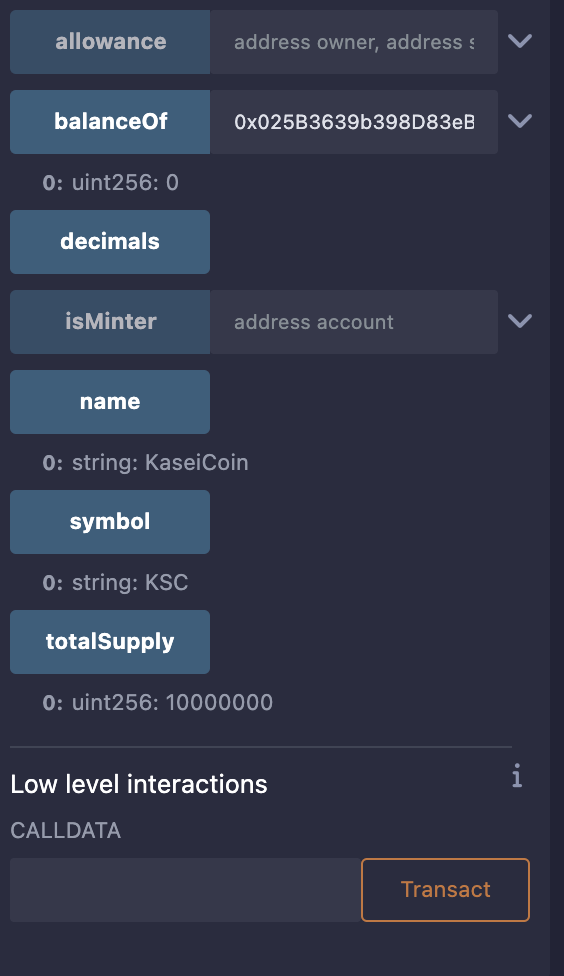 allowance address owner, address s
balanceOf 0x025B3639b398D83eB
0: uint256: 0
decimals
isMinter address account
name
0: string: KaseiCoin
symbol
0: string: KSC
totalSupply
0: uint256: 10000000
Low level interactions i
CALLDATA
Transact